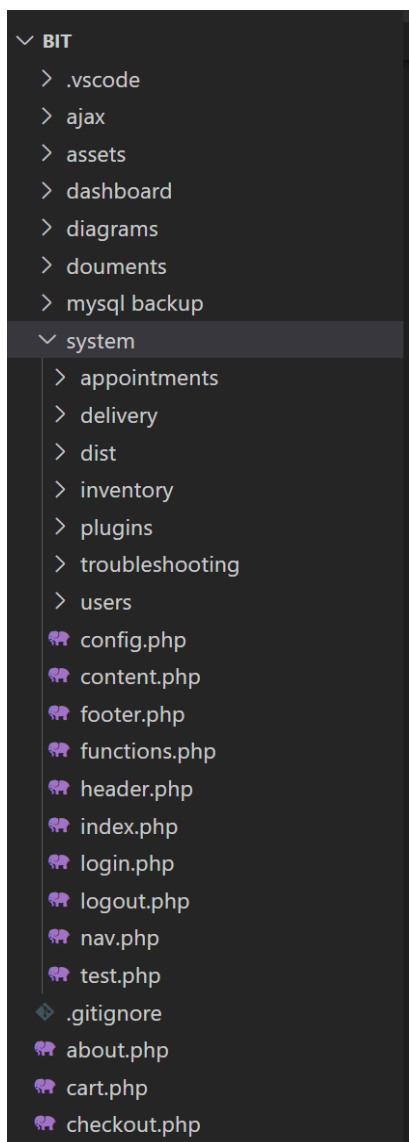 BIT
.vscode
ajax
assets
dashboard
diagrams
douments
mysql backup
system
appointments
delivery
dist
inventory
plugins
troubleshooting
users
config.php
content.php
footer.php
functions.php
header.php
index.php
login.php
logout.php
nav.php
test.php
.gitignore
about.php
cart.php
checkout.php